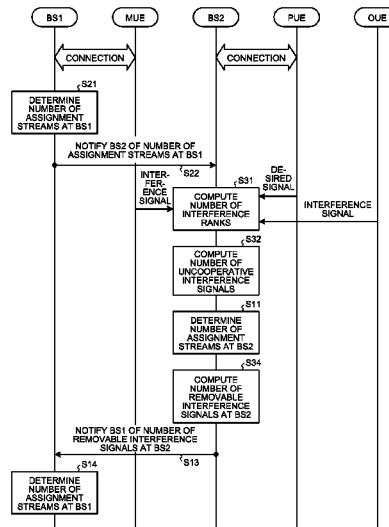 BS1
MUE
BS2
PUE
OUE
CONNECTION
CONNECTION
S21
DETERMINE
NUMBER OF
ASSIGNMENT
STREAMS AT BS1
NOTIFY BS2 OF NUMBER OF
ASSIGNMENT STREAMS AT BS1
S22
S31
INTER-
FER-
ENCE
SIGNAL
COMPUTE
NUMBER OF
INTERFERENCE
RANKS
DE-
SIRED
SIGNAL
INTERFERENCE
SIGNAL
S32
COMPUTE
NUMBER OF
UNCOOPERATIVE
INTERFERENCE
SIGNALS
S11
DETERMINE
NUMBER OF
ASSIGNMENT
STREAMS AT BS2
S34
COMPUTE
NUMBER OF
REMOVABLE
INTERFERENCE
SIGNALS AT BS2
NOTIFY BS1 OF NUMBER OF
REMOVABLE INTERFERENCE
SIGNALS AT BS2
S13
S14
DETERMINE
NUMBER OF
ASSIGNMENT
STREAMS AT BS1